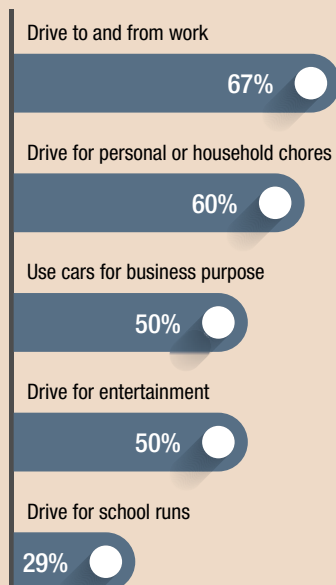 Drive to and from work
67%
Drive for personal or household chores
60%
Use cars for business purpose
50%
Drive for entertainment
50%
Drive for school runs
29%